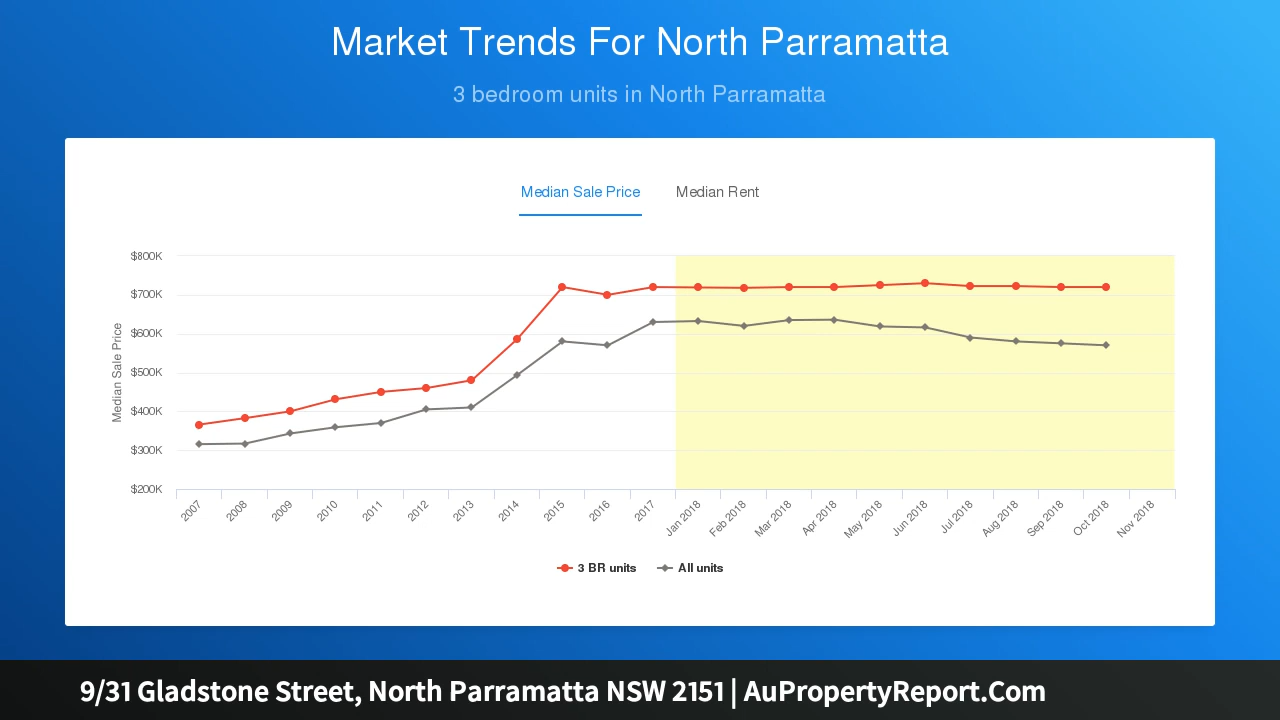 Market Trends For North Parramatta
3 bedroom units in North Parramatta
Median Sale Price
Median Rent
Median Sale Price
$800K
$700K
$600K
$500K
$400K
$300K
$200K
2007
2008
2009
2010
2011
2012
2013
2014
2015
2016
2017
Jan 2018
Feb 2018
Mar 2018
Apr 2018
May 2018
Jun 2018
Jul 2018
Aug 2018
Sep 2018
Oct 2018
Nov 2018
3 BR units
All units
9/31 Gladstone Street, North Parramatta NSW 2151 | AuPropertyReport.Com